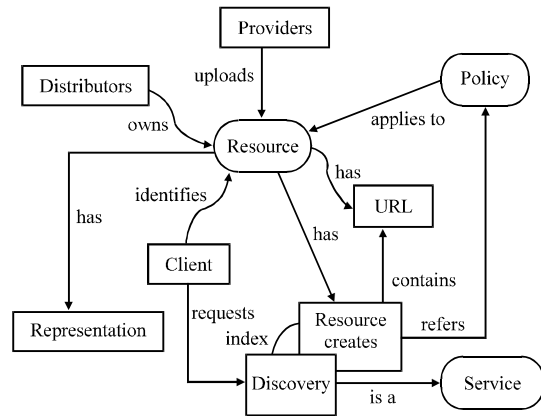 Providers
uploads
Distributors
Policy
owns
applies to
Resource
identifies
has
URL
has
has
Client
contains
requests
Representation
index
Resource
creates
refers
Discovery
is a
Service